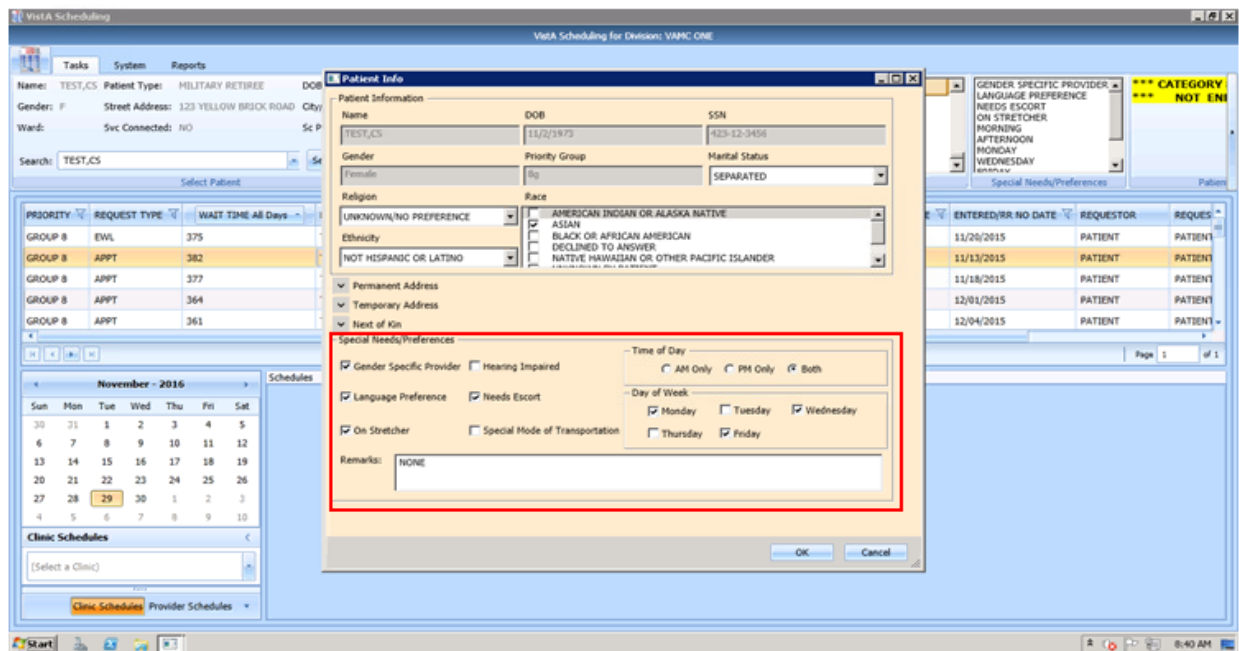 VistA Scheduling
VistA Scheduling for Division: VAMC ONE
Tasks System Reports
Name: TEST,CS Patient Type: MILITARY RETIREE DOB
Gender: F Street Address: 123 YELLOW BRICK ROAD City
Ward: Svc Connected: NO Sc P
Search: TEST,CS Se
Select Patient
GENDER SPECIFIC PROVIDER
LANGUAGE PREFERENCE
NEEDS ESCORT
ON STRETCHER
MORNING
AFTERNOON
MONDAY
WEDNESDAY
FRIDAY
Special Needs/Preferences
*** CATEGORY
*** NOT ENR
Patien
PRIORITY REQUEST TYPE WAIT TIME All Days E ENTERED/RR NO DATE REQUESTOR REQUES
GROUP 8 EWL 375 11/20/2015 PATIENT PATIENT
GROUP 8 APPT 382 11/13/2015 PATIENT PATIENT
GROUP 8 APPT 377 11/18/2015 PATIENT PATIENT
GROUP 8 APPT 364 12/01/2015 PATIENT PATIENT
GROUP 8 APPT 361 12/04/2015 PATIENT PATIENT
Page 1 of 1
Patient Info
Patient Information
Name DOB SSN
TEST,CS 11/2/1973 423-12-3456
Gender Priority Group Marital Status
Female 8g SEPARATED
Religion Race
UNKNOWN/NO PREFERENCE
Ethnicity
NOT HISPANIC OR LATINO
AMERICAN INDIAN OR ALASKA NATIVE
ASIAN
BLACK OR AFRICAN AMERICAN
DECLINED TO ANSWER
NATIVE HAWAIIAN OR OTHER PACIFIC ISLANDER
UNKNOWN BY PATIENT
Permanent Address
Temporary Address
Next of Kin
Special Needs/Preferences
Gender Specific Provider Hearing Impaired
Language Preference Needs Escort
On Stretcher Special Mode of Transportation
Time of Day
AM Only PM Only Both
Day of Week
Monday Tuesday Wednesday
Thursday Friday
Remarks: NONE
OK Cancel
Schedules
November - 2016
Sun Mon Tue Wed Thu Fri Sat
30 31 1 2 3 4 5
6 7 8 9 10 11 12
13 14 15 16 17 18 19
20 21 22 23 24 25 26
27 28 29 30 1 2 3
4 5 6 7 8 9 10
Clinic Schedules
(Select a Clinic)
Clinic Schedules Provider Schedules
Start 8:40 AM